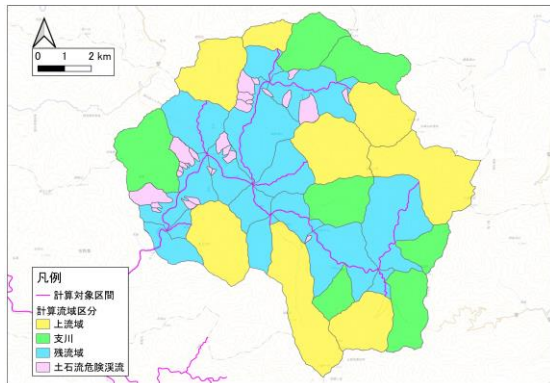 0 1 2 km
凡例
計算対象区間
計算流域区分
上流域
支川
残流域
土石流危険渓流